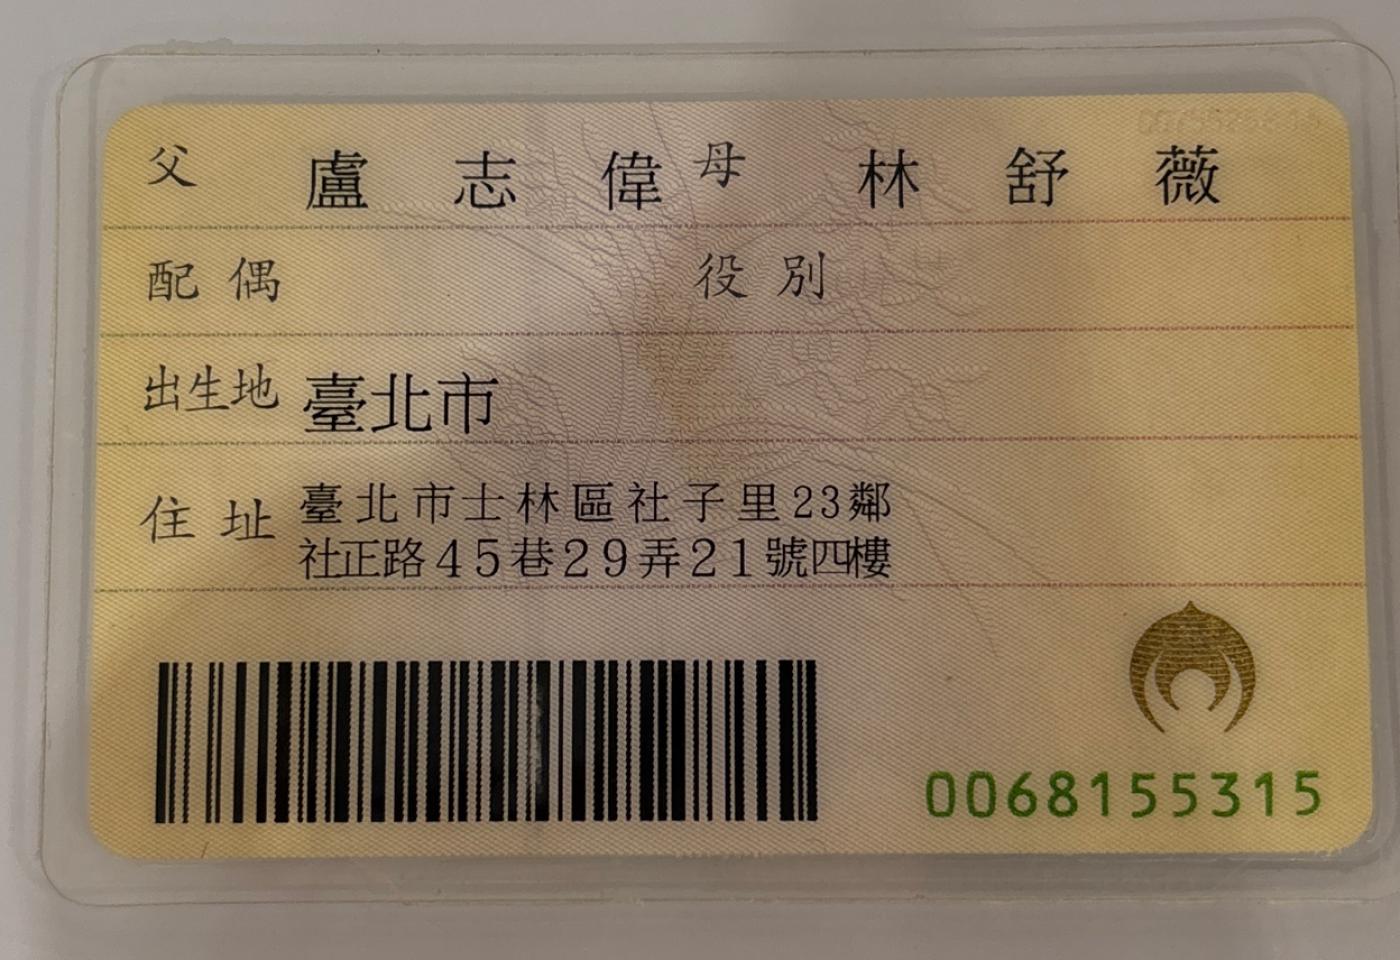 父 盧志偉 母 林舒薇
配偶 役別
出生地 臺北市
住址 臺北市士林區社子里23鄰
社正路45巷29弄21號四樓
0068155315